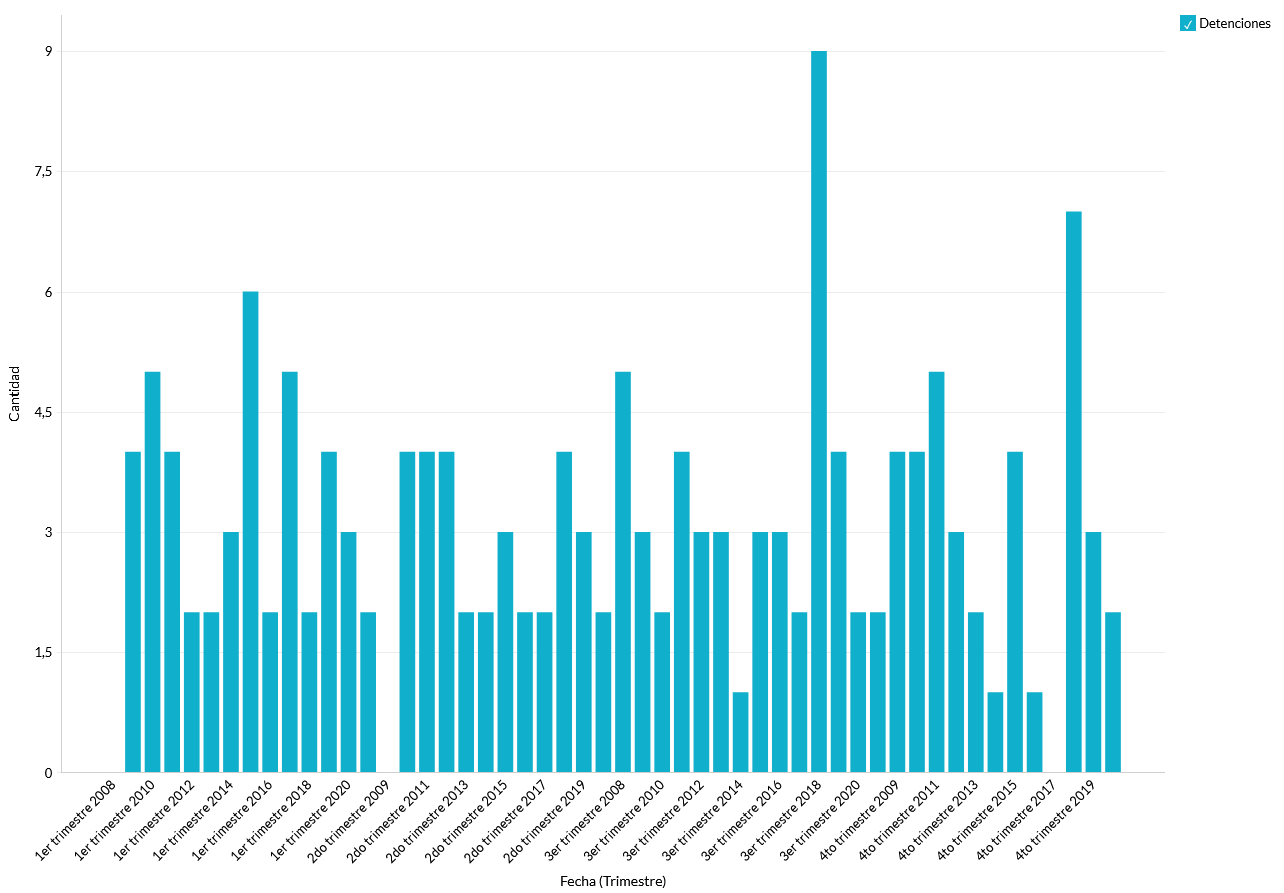 Detenciones
9
7,5
6
4,5
3
1,5
0
Cantidad
1er trimestre 2008
1er trimestre 2010
1er trimestre 2012
1er trimestre 2014
1er trimestre 2016
1er trimestre 2018
1er trimestre 2020
2do trimestre 2009
2do trimestre 2011
2do trimestre 2013
2do trimestre 2015
2do trimestre 2017
2do trimestre 2019
3er trimestre 2008
3er trimestre 2010
3er trimestre 2012
3er trimestre 2014
3er trimestre 2016
3er trimestre 2018
3er trimestre 2020
4to trimestre 2009
4to trimestre 2011
4to trimestre 2013
4to trimestre 2015
4to trimestre 2017
4to trimestre 2019
Fecha (Trimestre)